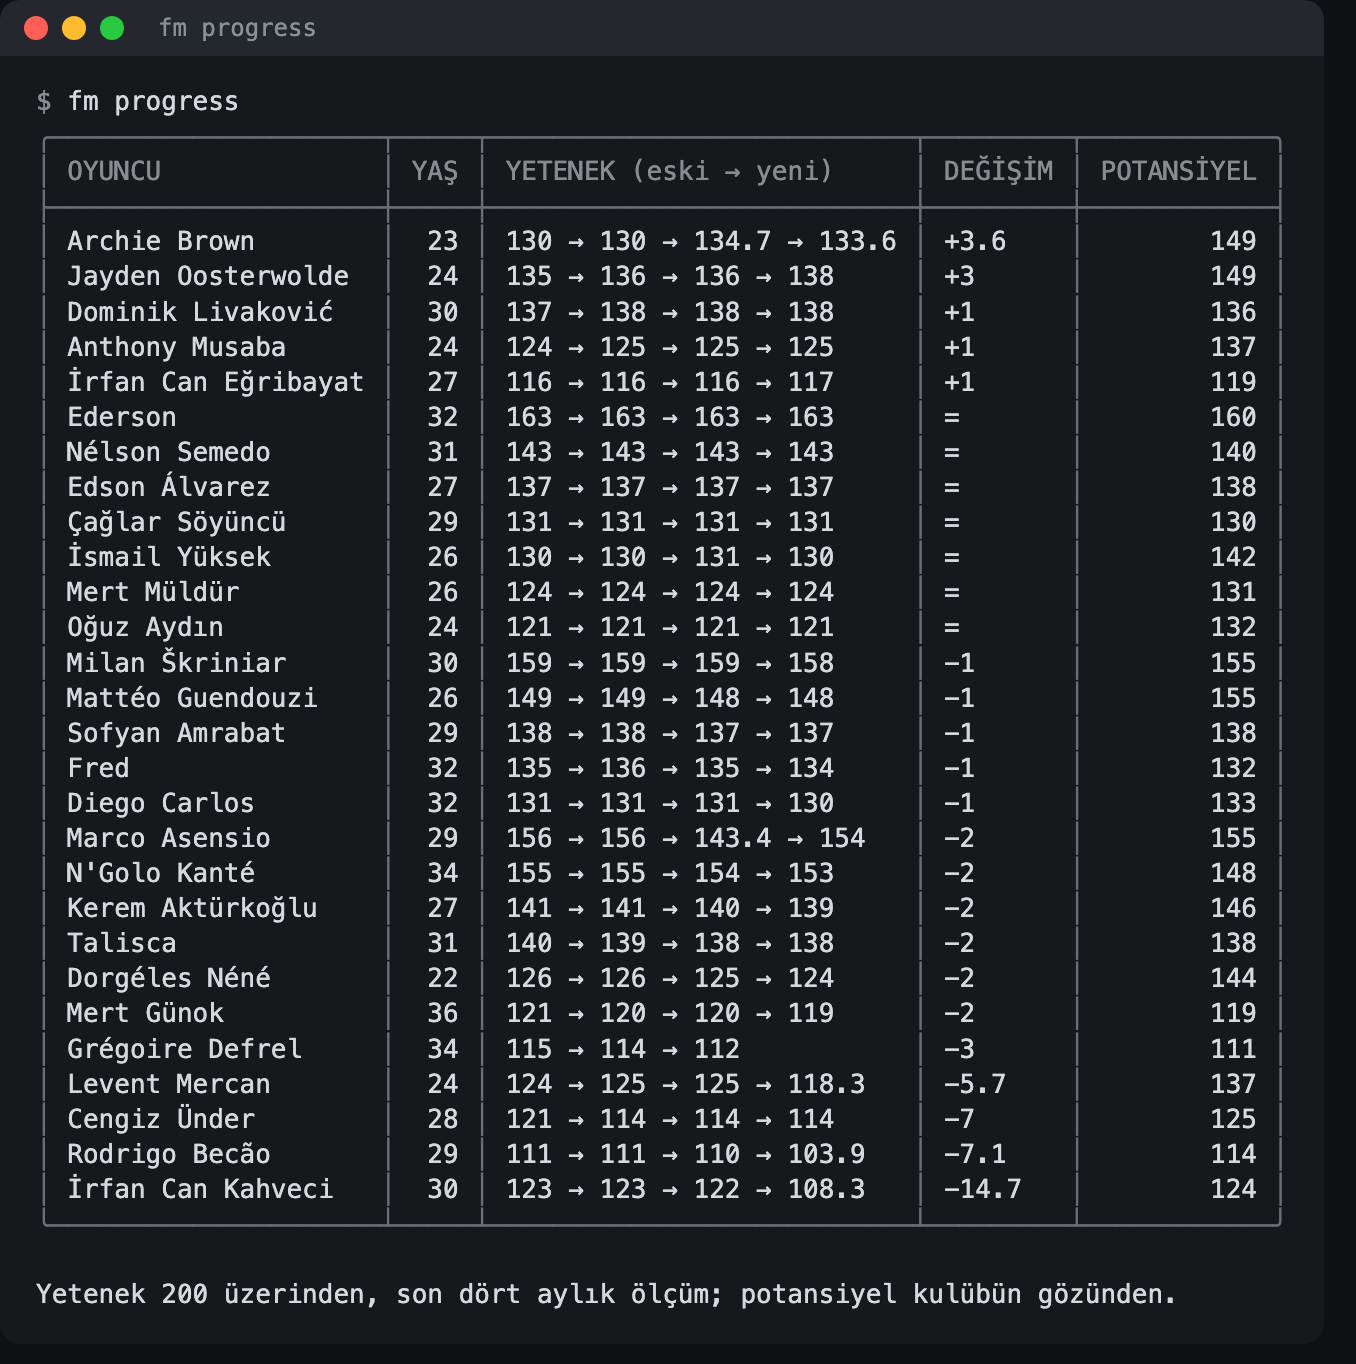 fm progress
$ fm progress
OYUNCU YAŞ YETENEK (eski → yeni) DEĞİŞİM POTANSİYEL
Archie Brown 23 130 → 130 → 134.7 → 133.6 +3.6 149
Jayden Oosterwolde 24 135 → 136 → 136 → 138 +3 149
Dominik Livaković 30 137 → 138 → 138 → 138 +1 136
Anthony Musaba 24 124 → 125 → 125 → 125 +1 137
İrfan Can Eğribayat 27 116 → 116 → 116 → 117 +1 119
Ederson 32 163 → 163 → 163 → 163 = 160
Nélson Semedo 31 143 → 143 → 143 → 143 = 140
Edson Álvarez 27 137 → 137 → 137 → 137 = 138
Çağlar Söyüncü 29 131 → 131 → 131 → 131 = 130
İsmail Yüksek 26 130 → 130 → 131 → 130 = 142
Mert Müldür 26 124 → 124 → 124 → 124 = 131
Oğuz Aydın 24 121 → 121 → 121 → 121 = 132
Milan Škriniar 30 159 → 159 → 159 → 158 −1 155
Mattéo Guendouzi 26 149 → 149 → 148 → 148 −1 155
Sofyan Amrabat 29 138 → 138 → 137 → 137 −1 138
Fred 32 135 → 136 → 135 → 134 −1 132
Diego Carlos 32 131 → 131 → 131 → 130 −1 133
Marco Asensio 29 156 → 156 → 143.4 → 154 −2 155
N'Golo Kanté 34 155 → 155 → 154 → 153 −2 148
Kerem Aktürkoğlu 27 141 → 141 → 140 → 139 −2 146
Talisca 31 140 → 139 → 138 → 138 −2 138
Dorgéles Néné 22 126 → 126 → 125 → 124 −2 144
Mert Günok 36 121 → 120 → 120 → 119 −2 119
Grégoire Defrel 34 115 → 114 → 112 −3 111
Levent Mercan 24 124 → 125 → 125 → 118.3 −5.7 137
Cengiz Ünder 28 121 → 114 → 114 → 114 −7 125
Rodrigo Becão 29 111 → 111 → 110 → 103.9 −7.1 114
İrfan Can Kahveci 30 123 → 123 → 122 → 108.3 −14.7 124
Yetenek 200 üzerinden, son dört aylık ölçüm; potansiyel kulübün gözünden.